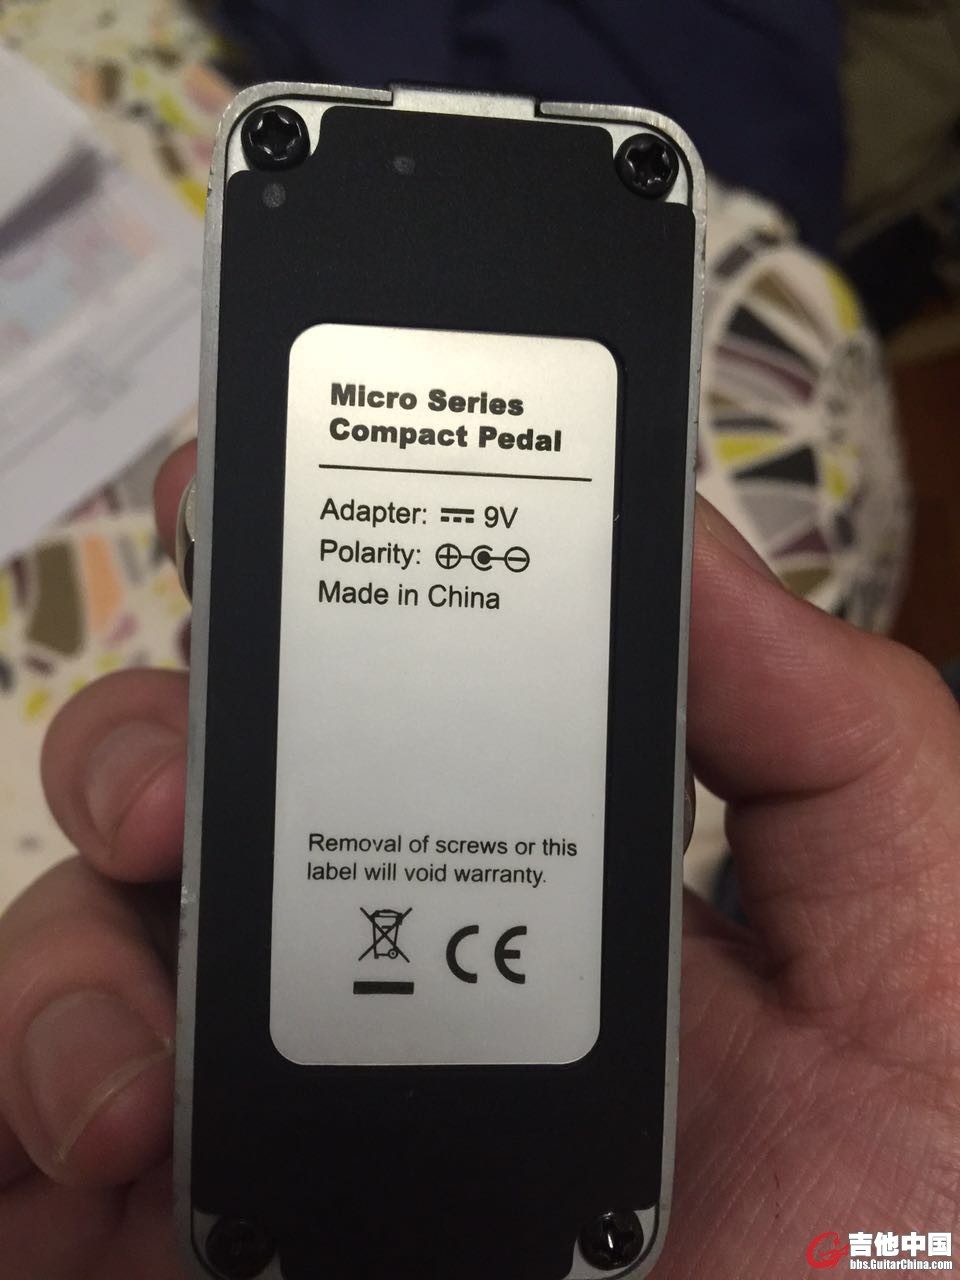 Micro Series
Compact Pedal
Adapter: ⎓ 9V
Polarity: ⊕-⊙-⊖
Made in China
Removal of screws or this
label will void warranty.
CE
吉他中国
bbs.GuitarChina.com